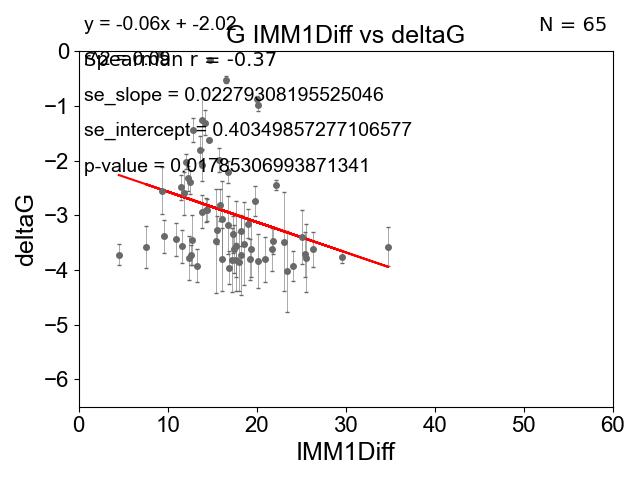 y = -0.06x + -2.02
G IMM1Diff vs deltaG
N = 65
Spearman r = -0.37
se_slope = 0.02279308195525046
se_intercept = 0.40349857277106577
p-value = 0.01785306993871341
deltaG
0
−1
−2
−3
−4
−5
−6
0 10 20 30 40 50 60
IMM1Diff